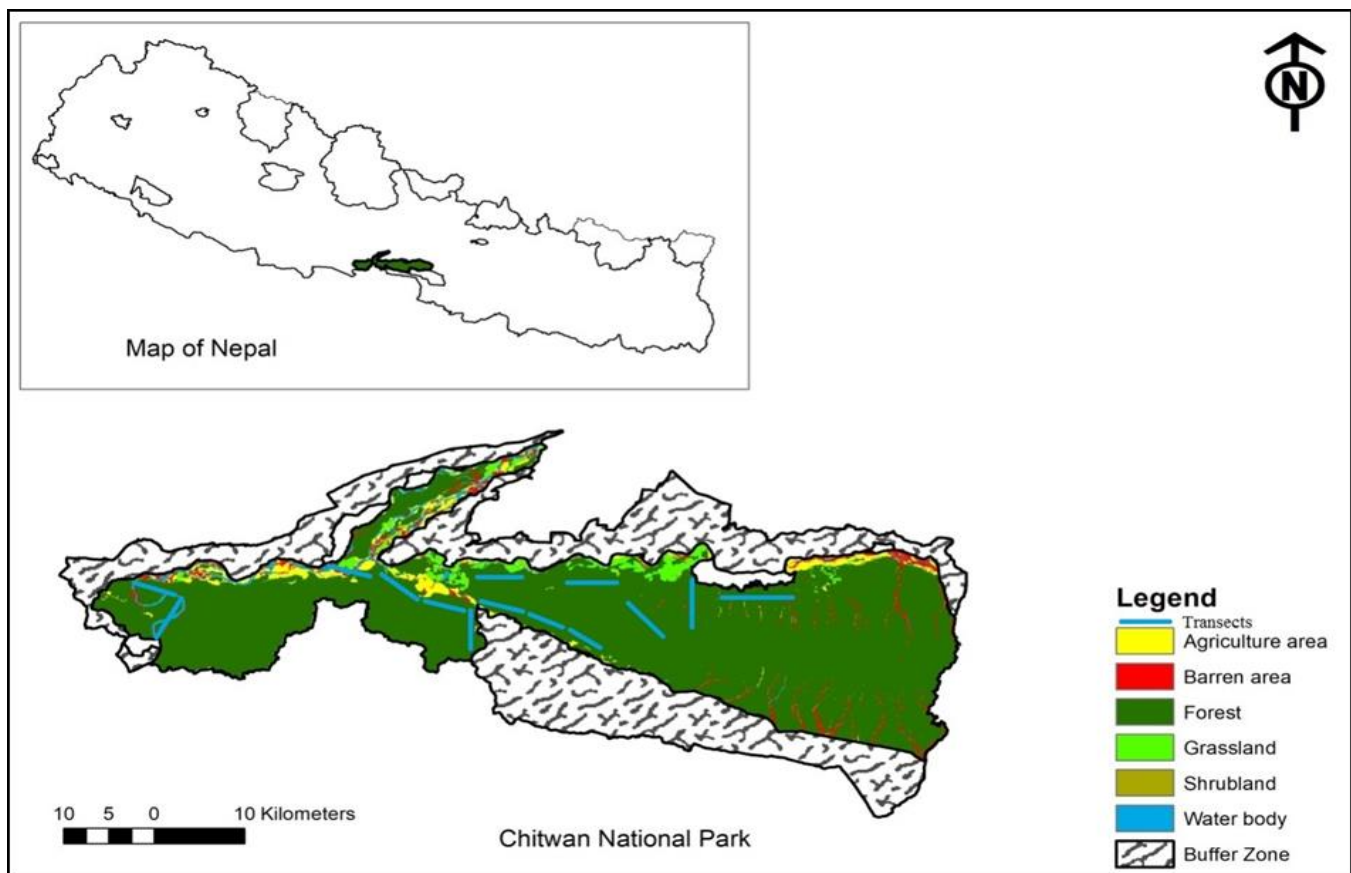 N
Map of Nepal
Legend
Transects
Agriculture area
Barren area
Forest
Grassland
Shrubland
Water body
Buffer Zone
10 5 0 10 Kilometers
Chitwan National Park